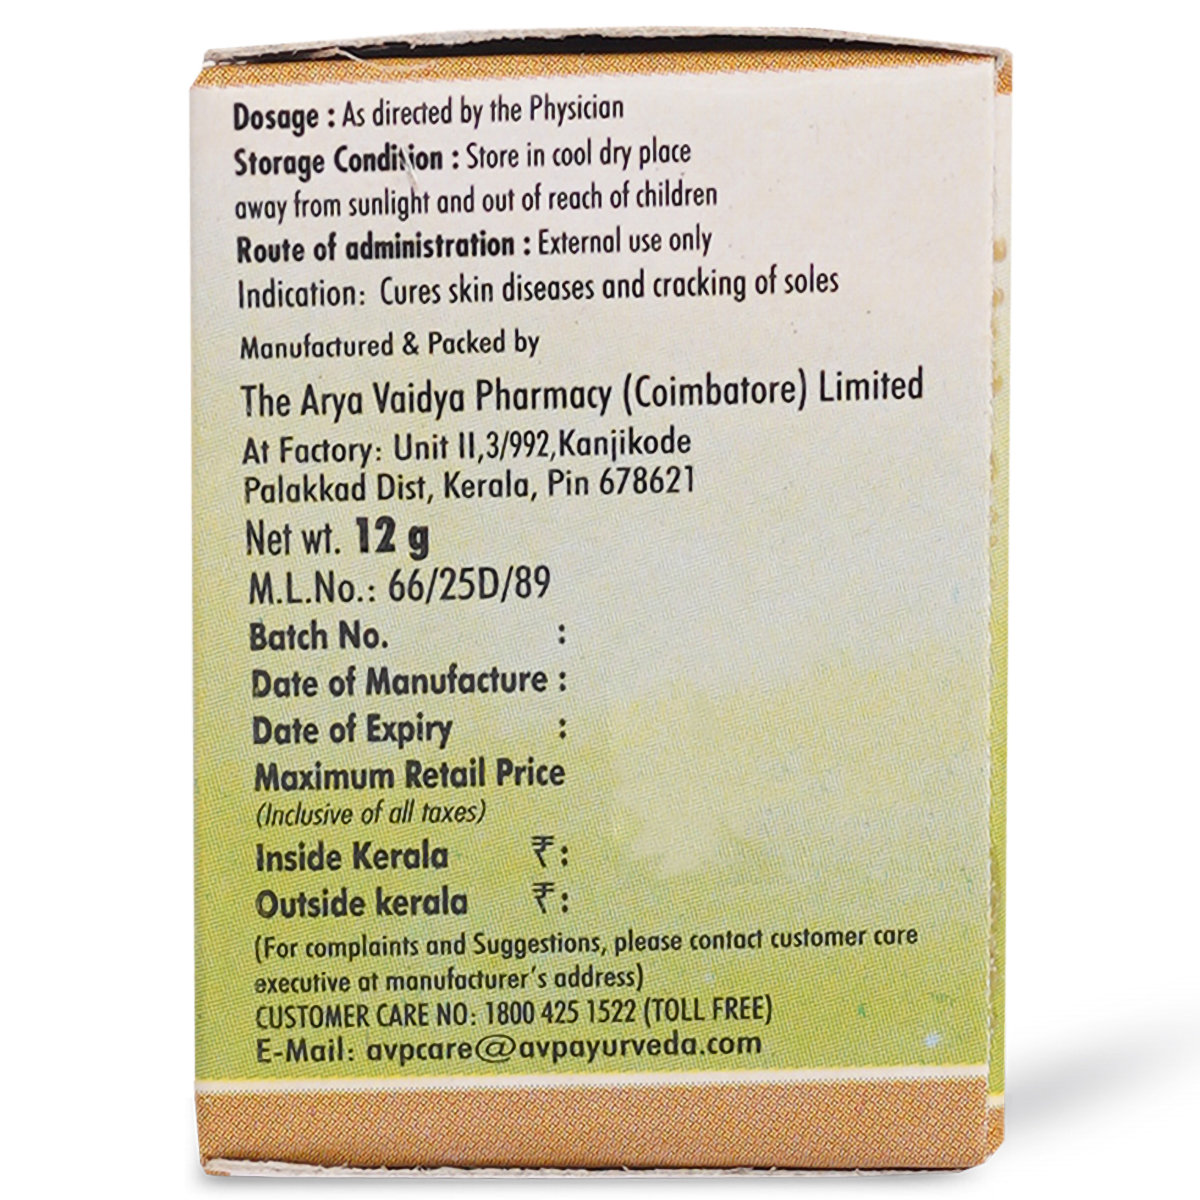 Dosage : As directed by the Physician
Storage Condition : Store in cool dry place
away from sunlight and out of reach of children
Route of administration : External use only
Indication: Cures skin diseases and cracking of soles
Manufactured & Packed by
The Arya Vaidya Pharmacy (Coimbatore) Limited
At Factory: Unit II,3/992,Kanjikode
Palakkad Dist, Kerala, Pin 678621
Net wt. 12 g
M.L.No.: 66/25D/89
Batch No. :
Date of Manufacture :
Date of Expiry :
Maximum Retail Price
(Inclusive of all taxes)
Inside Kerala ₹ :
Outside kerala ₹ :
(For complaints and Suggestions, please contact customer care
executive at manufacturer's address)
CUSTOMER CARE NO: 1800 425 1522 (TOLL FREE)
E-Mail: avpcare@avpayurveda.com